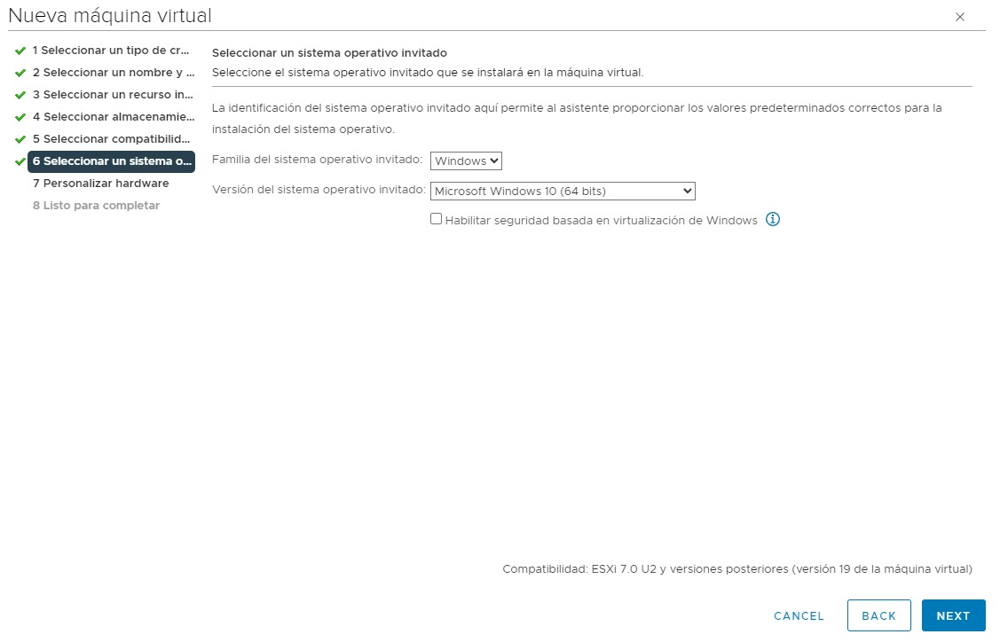 Nueva máquina virtual
1 Seleccionar un tipo de cr...
2 Seleccionar un nombre y ...
3 Seleccionar un recurso in...
4 Seleccionar almacenamie...
5 Seleccionar compatibilid...
6 Seleccionar un sistema o...
7 Personalizar hardware
8 Listo para completar
Seleccionar un sistema operativo invitado
Seleccione el sistema operativo invitado que se instalará en la máquina virtual.
La identificación del sistema operativo invitado aquí permite al asistente proporcionar los valores predeterminados correctos para la
instalación del sistema operativo.
Familia del sistema operativo invitado: Windows
Versión del sistema operativo invitado: Microsoft Windows 10 (64 bits)
Habilitar seguridad basada en virtualización de Windows
Compatibilidad: ESXi 7.0 U2 y versiones posteriores (versión 19 de la máquina virtual)
CANCEL BACK NEXT